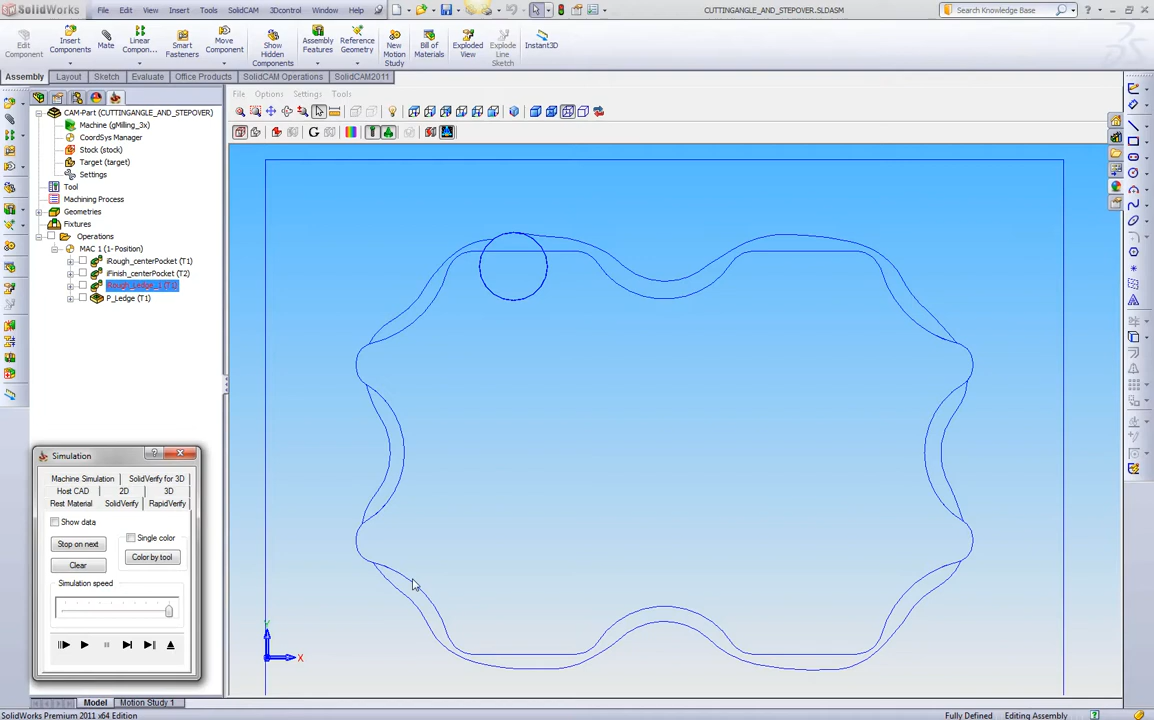 SolidWorks
File Edit View Insert Tools SolidCAM 3Dcontrol Window Help
CUTTINGANGLE_AND_STEPOVER.SLDASM
Search Knowledge Base
Edit Component
Insert Components
Mate
Linear Compon...
Smart Fasteners
Move Component
Show Hidden Components
Assembly Features
Reference Geometry
New Motion Study
Bill of Materials
Exploded View
Explode Line Sketch
Instant3D
Assembly Layout Sketch Evaluate Office Products SolidCAM Operations SolidCAM2011
File Options Settings Tools
CAM-Part (CUTTINGANGLE_AND_STEPOVER)
Machine (gMilling_3x)
CoordSys Manager
Stock (stock)
Target (target)
Settings
Tool
Machining Process
Geometries
Fixtures
Operations
MAC 1 (1- Position)
iRough_centerPocket (T1)
iFinish_centerPocket (T2)
iRough_Ledge_1 (T1)
P_Ledge (T1)
Simulation
Machine Simulation SolidVerify for 3D
Host CAD 2D 3D
Rest Material SolidVerify RapidVerify
Show data
Stop on next
Single color
Clear
Color by tool
Simulation speed
Y
X
Model Motion Study 1
SolidWorks Premium 2011 x64 Edition
Fully Defined Editing Assembly